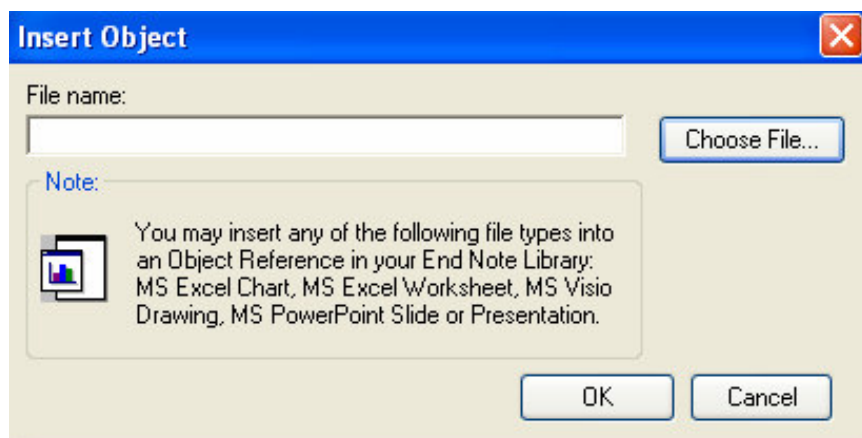 Insert Object
File name:
Choose File...
Note:
You may insert any of the following file types into
an Object Reference in your End Note Library:
MS Excel Chart, MS Excel Worksheet, MS Visio
Drawing, MS PowerPoint Slide or Presentation.
OK
Cancel